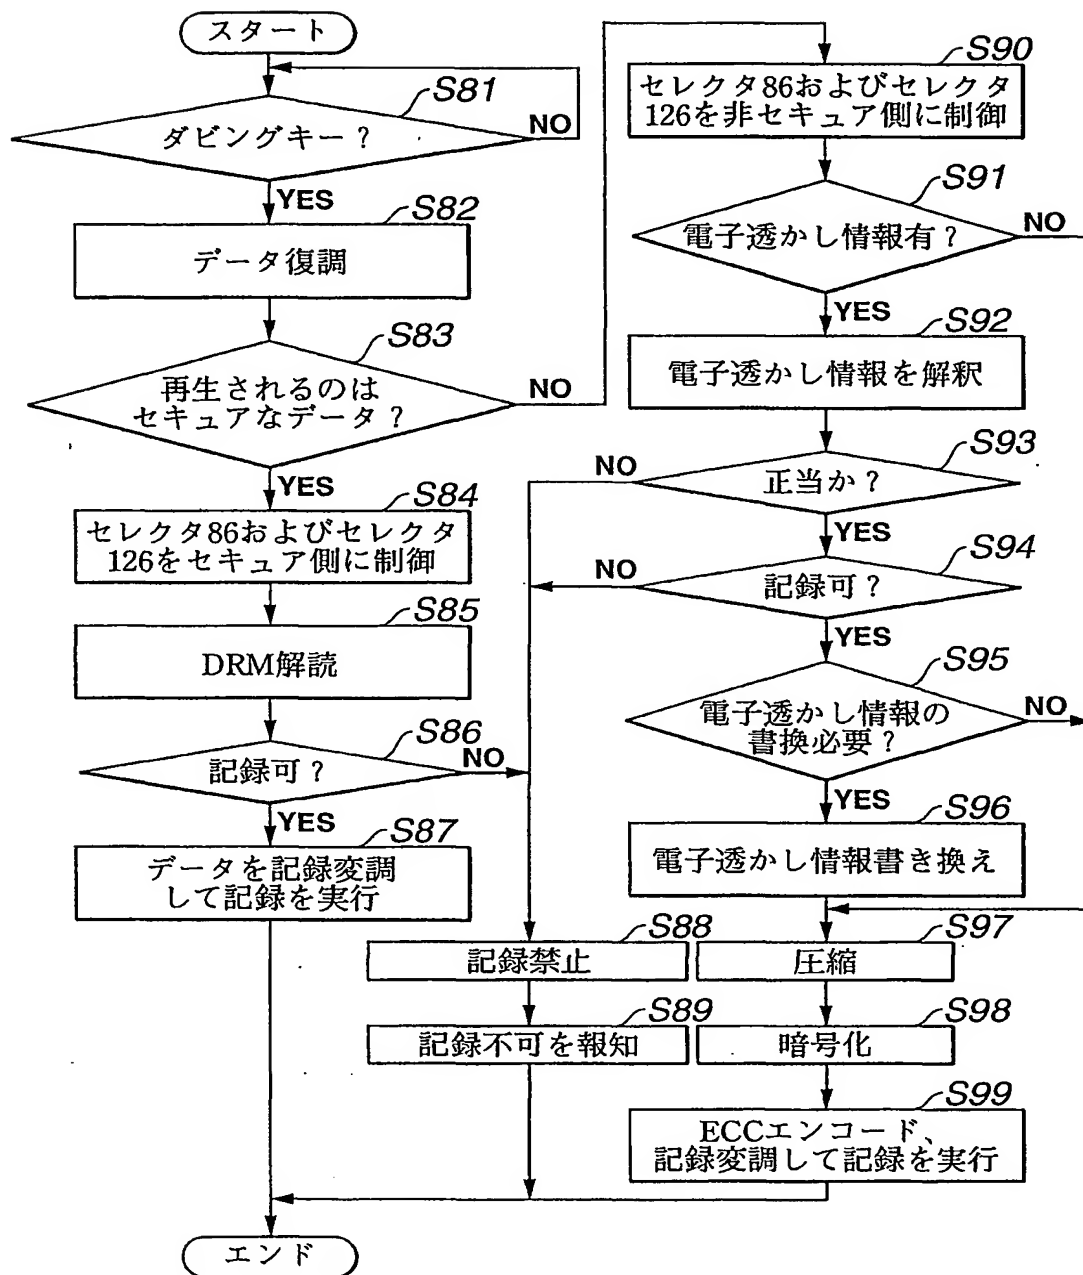 スタート
S81
ダビングキー?
NO
YES
S82
データ復調
S83
再生されるのは
セキュアなデータ?
NO
YES
S84
セレクタ86およびセレクタ
126をセキュア側に制御
S85
DRM解読
S86
記録可?
NO
YES
S87
データを記録変調
して記録を実行
S88
記録禁止
S89
記録不可を報知
S90
セレクタ86およびセレクタ
126を非セキュア側に制御
S91
電子透かし情報有?
NO
YES
S92
電子透かし情報を解釈
S93
正当か?
NO
YES
S94
記録可?
NO
YES
S95
電子透かし情報の
書換必要?
NO
YES
S96
電子透かし情報書き換え
S97
圧縮
S98
暗号化
S99
ECCエンコード、
記録変調して記録を実行
エンド